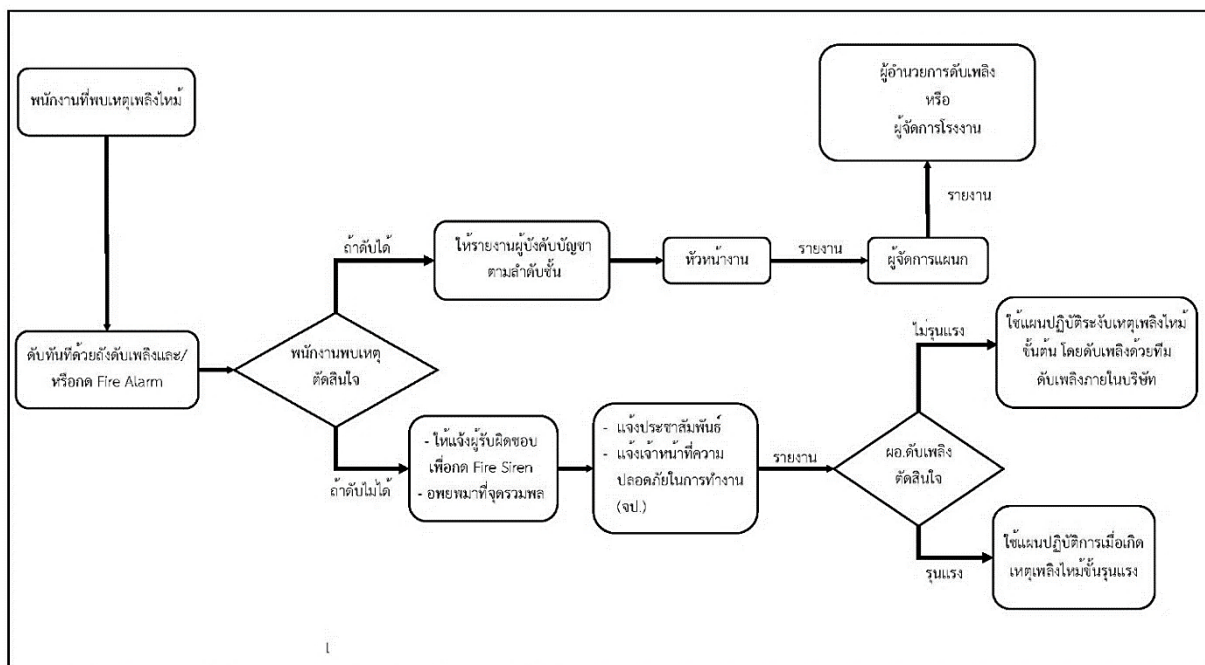 พนักงานที่พบเหตุเพลิงไหม้
ดับทันทีด้วยถังดับเพลิงและ/
หรือกด Fire Alarm
พนักงานพบเหตุ
ตัดสินใจ
ถ้าดับได้
ให้รายงานผู้บังคับบัญชา
ตามลำดับชั้น
หัวหน้างาน
รายงาน
ผู้จัดการแผนก
รายงาน
ผู้อำนวยการดับเพลิง
หรือ
ผู้จัดการโรงงาน
ถ้าดับไม่ได้
- ให้แจ้งผู้รับผิดชอบ
เพื่อกด Fire Siren
- อพยพมาที่จุดรวมพล
- แจ้งประชาสัมพันธ์
- แจ้งเจ้าหน้าที่ความ
ปลอดภัยในการทำงาน
(จป.)
รายงาน
ผอ.ดับเพลิง
ตัดสินใจ
ไม่รุนแรง
ใช้แผนปฏิบัติระงับเหตุเพลิงไหม้
ขั้นต้น โดยดับเพลิงด้วยทีม
ดับเพลิงภายในบริษัท
รุนแรง
ใช้แผนปฏิบัติการเมื่อเกิด
เหตุเพลิงไหม้ขั้นรุนแรง
เ